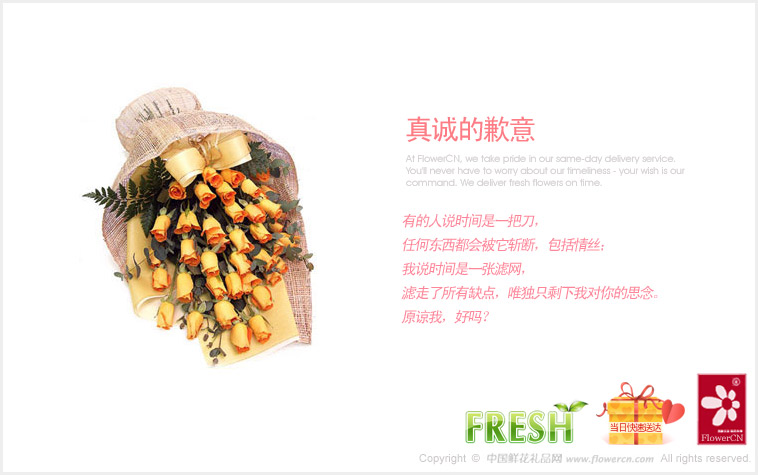 真诚的歉意
At FlowerCN, we take pride in our same-day delivery service.
You'll never have to worry about our timeliness - your wish is our
command. We deliver fresh flowers on time.
有的人说时间是一把刀，
任何东西都会被它斩断，包括情丝；
我说时间是一张滤网，
滤走了所有缺点，唯独只剩下我对你的思念。
原谅我，好吗？
FRESH
当日快速送达
FlowerCN
Copyright © 中国鲜花礼品网 www.flowercn.com All rights reserved.